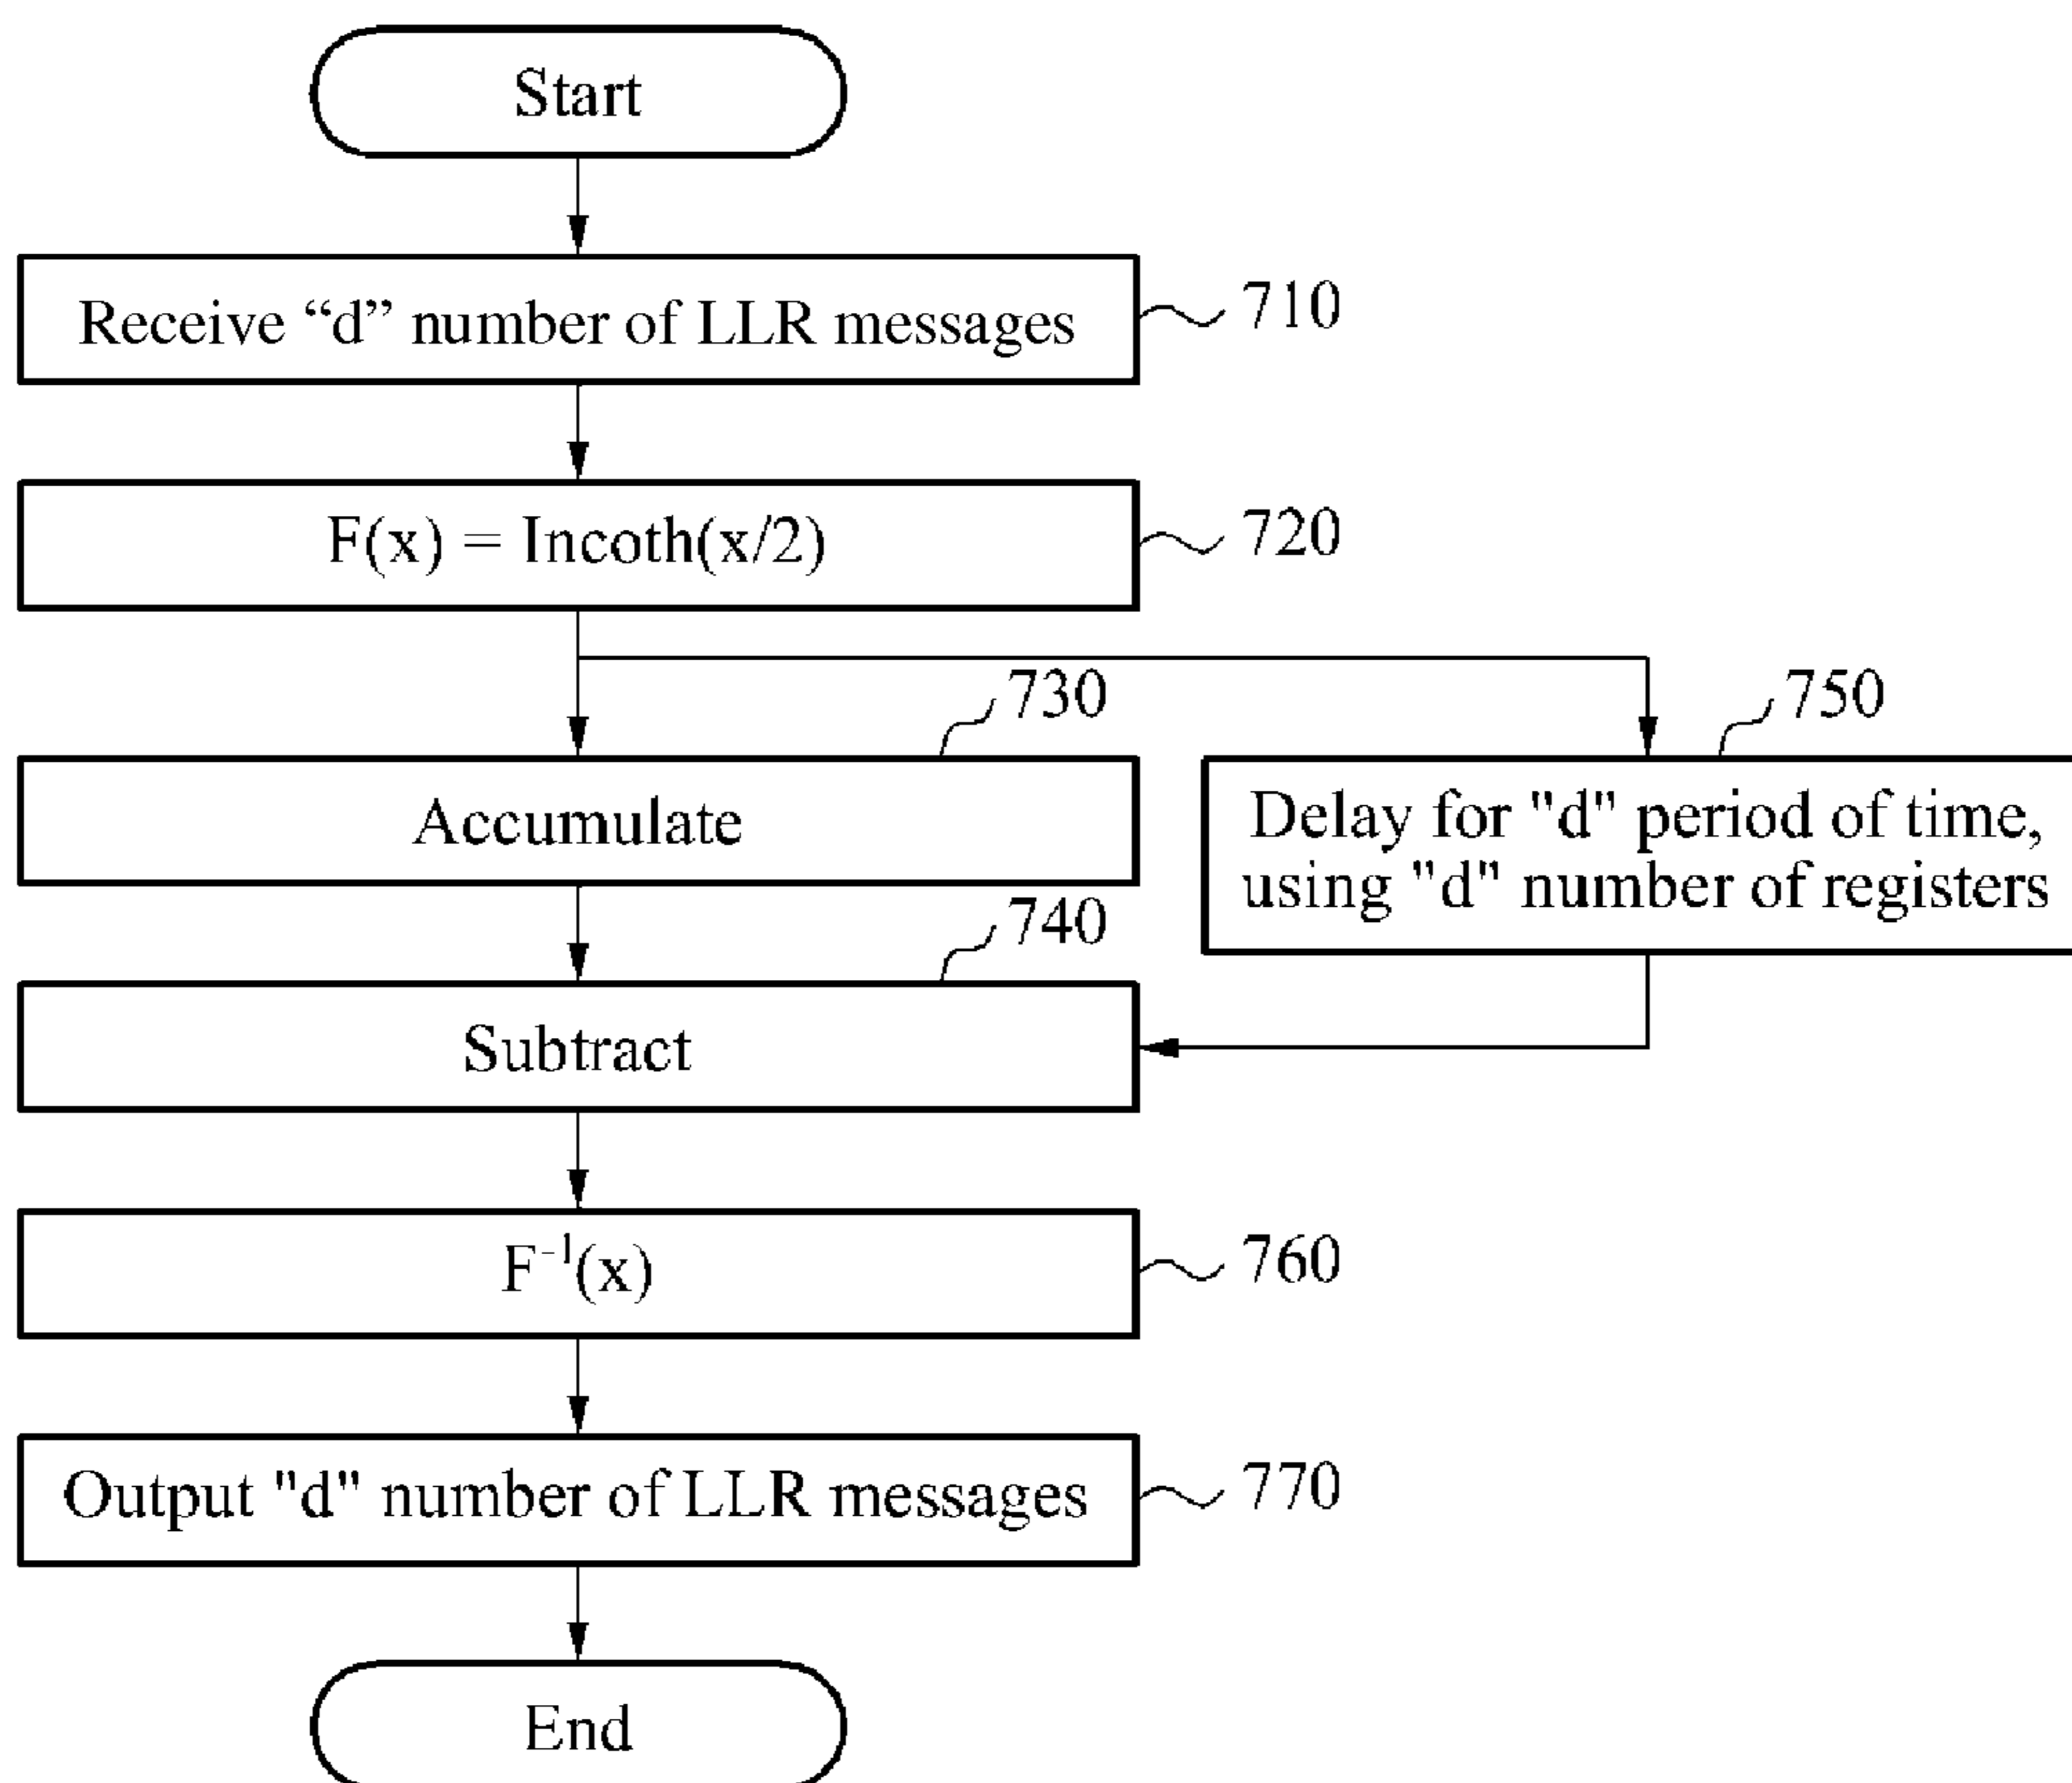 Start
Receive “d” number of LLR messages
710
F(x) = Incoth(x/2)
720
730
750
Accumulate
Delay for "d" period of time,
using "d" number of registers
740
Subtract
F⁻¹(x)
760
Output "d" number of LLR messages
770
End